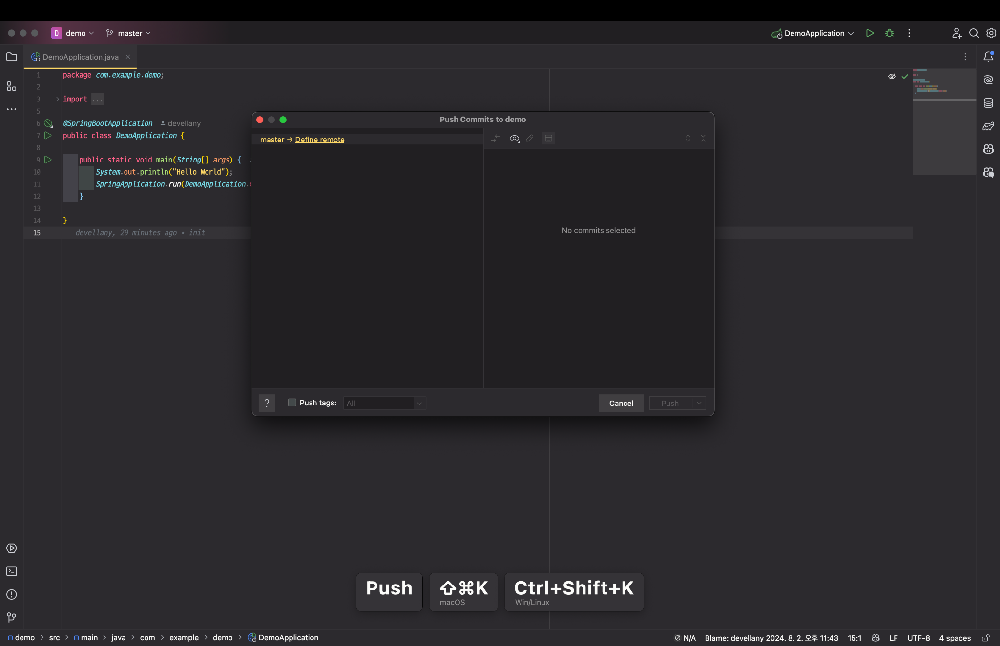 D demo master
DemoApplication
DemoApplication.java
1 package com.example.demo;
2
3 import ...
5
6 @SpringBootApplication devellany
7 public class DemoApplication {
8
9 public static void main(String[] args) {
10 System.out.println("Hello World");
11 SpringApplication.run(DemoApplication.
12 }
13
14 }
15 devellany, 29 minutes ago • init
Push Commits to demo
master → Define remote
No commits selected
? Push tags: All Cancel Push
Push ⇧⌘K Ctrl+Shift+K
macOS Win/Linux
demo > src > main > java > com > example > demo > DemoApplication
N/A Blame: devellany 2024. 8. 2. 오후 11:43 15:1 LF UTF-8 4 spaces